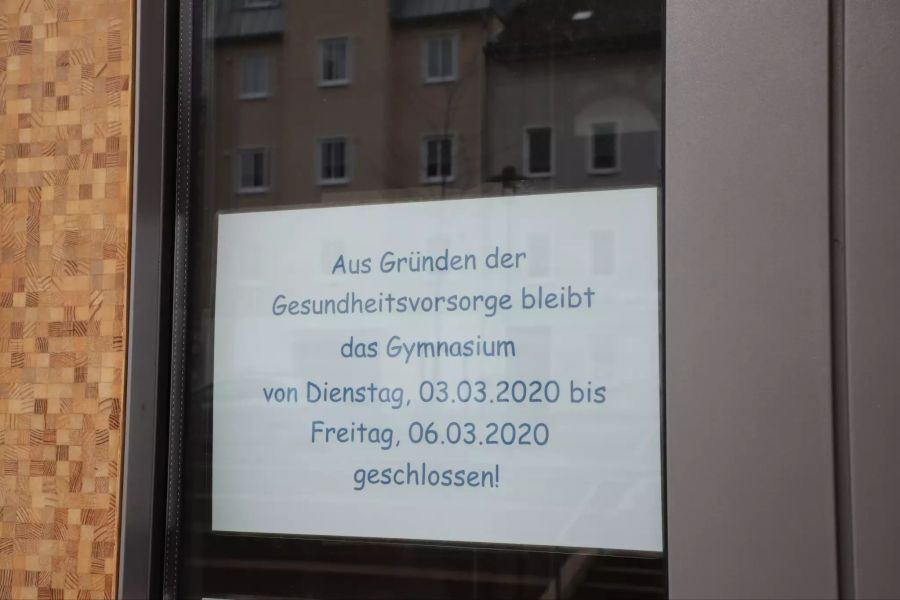 Aus Gründen der
Gesundheitsvorsorge bleibt
das Gymnasium
von Dienstag, 03.03.2020 bis
Freitag, 06.03.2020
geschlossen!